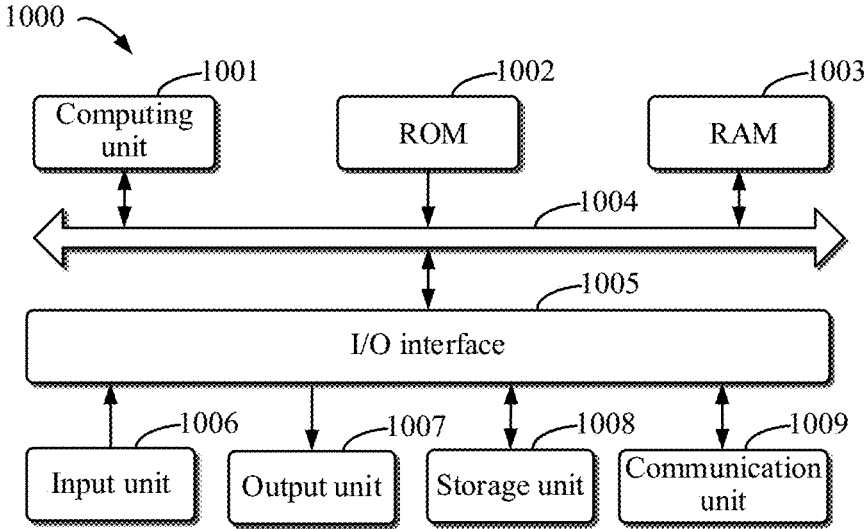 1000
1001
1002
1003
Computing
unit
ROM
RAM
1004
1005
I/O interface
1006
1007
1008
1009
Input unit
Output unit
Storage unit
Communication
unit